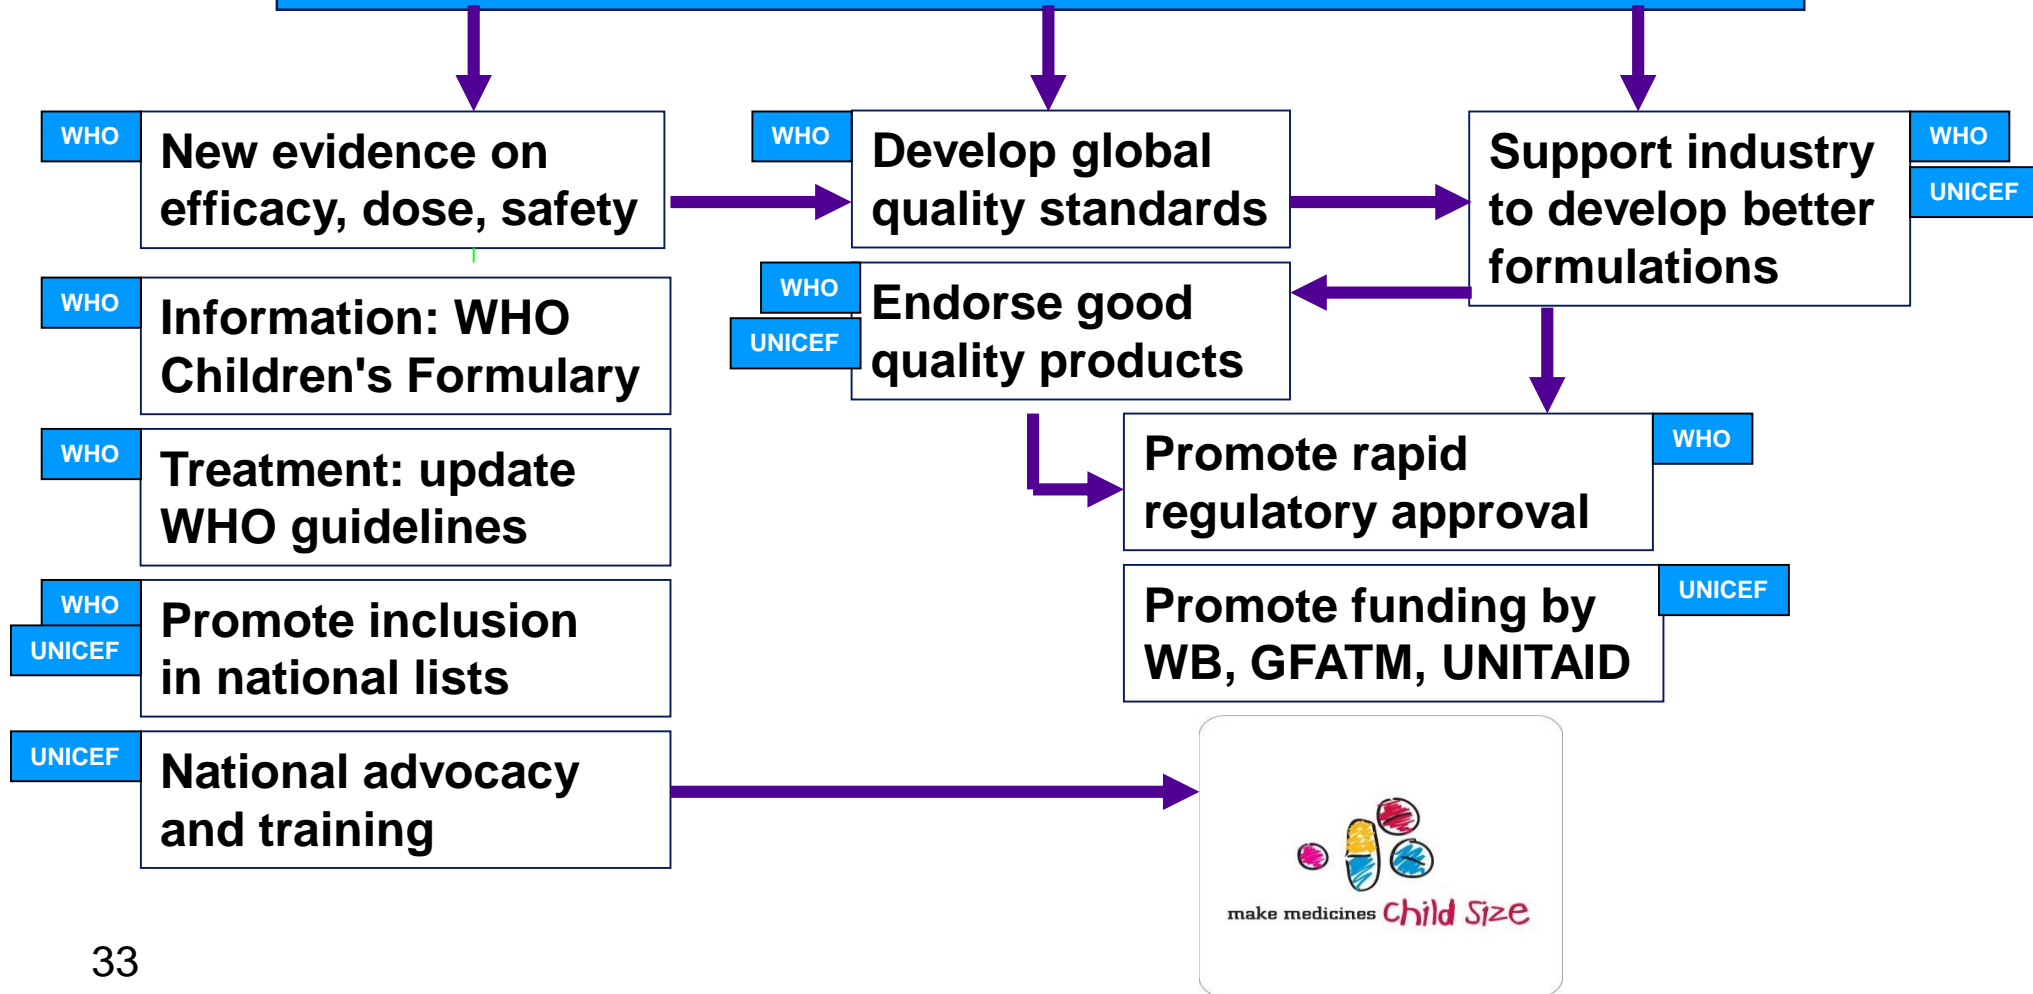 WHO
New evidence on
efficacy, dose, safety
WHO
Develop global
quality standards
Support industry
to develop better
formulations
WHO
UNICEF
WHO
Information: WHO
Children's Formulary
WHO
UNICEF
Endorse good
quality products
WHO
Treatment: update
WHO guidelines
Promote rapid
regulatory approval
WHO
WHO
UNICEF
Promote inclusion
in national lists
Promote funding by
WB, GFATM, UNITAID
UNICEF
UNICEF
National advocacy
and training
make medicines Child Size
33